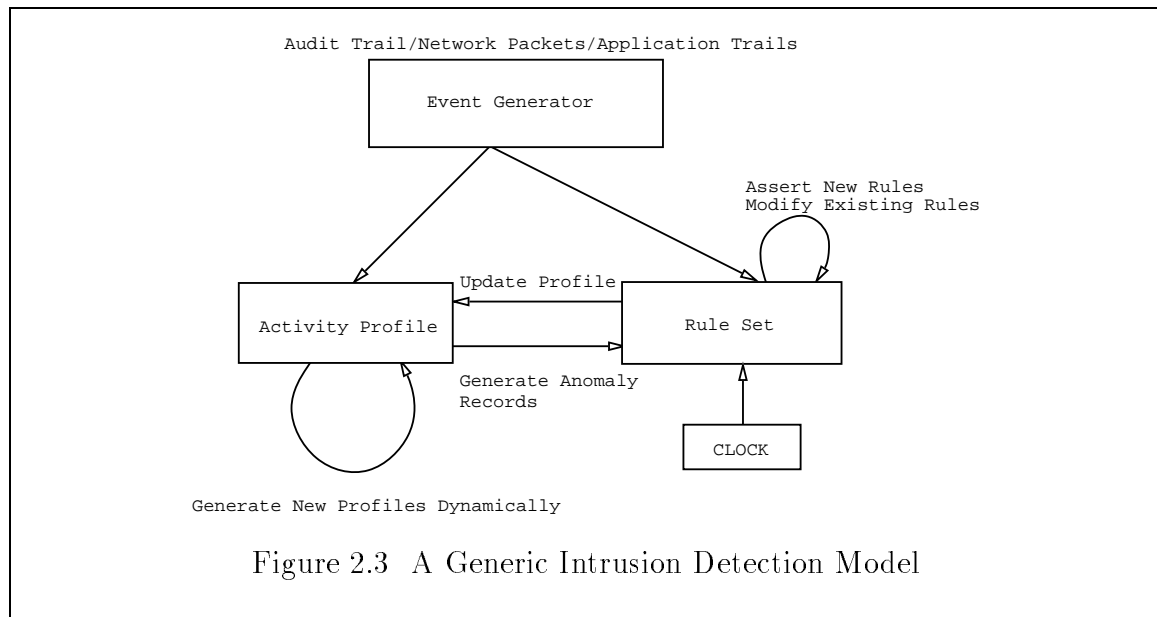 Audit Trail/Network Packets/Application Trails
Event Generator
Assert New Rules
Modify Existing Rules
Update Profile
Activity Profile
Rule Set
Generate Anomaly
Records
CLOCK
Generate New Profiles Dynamically
Figure 2.3 A Generic Intrusion Detection Model